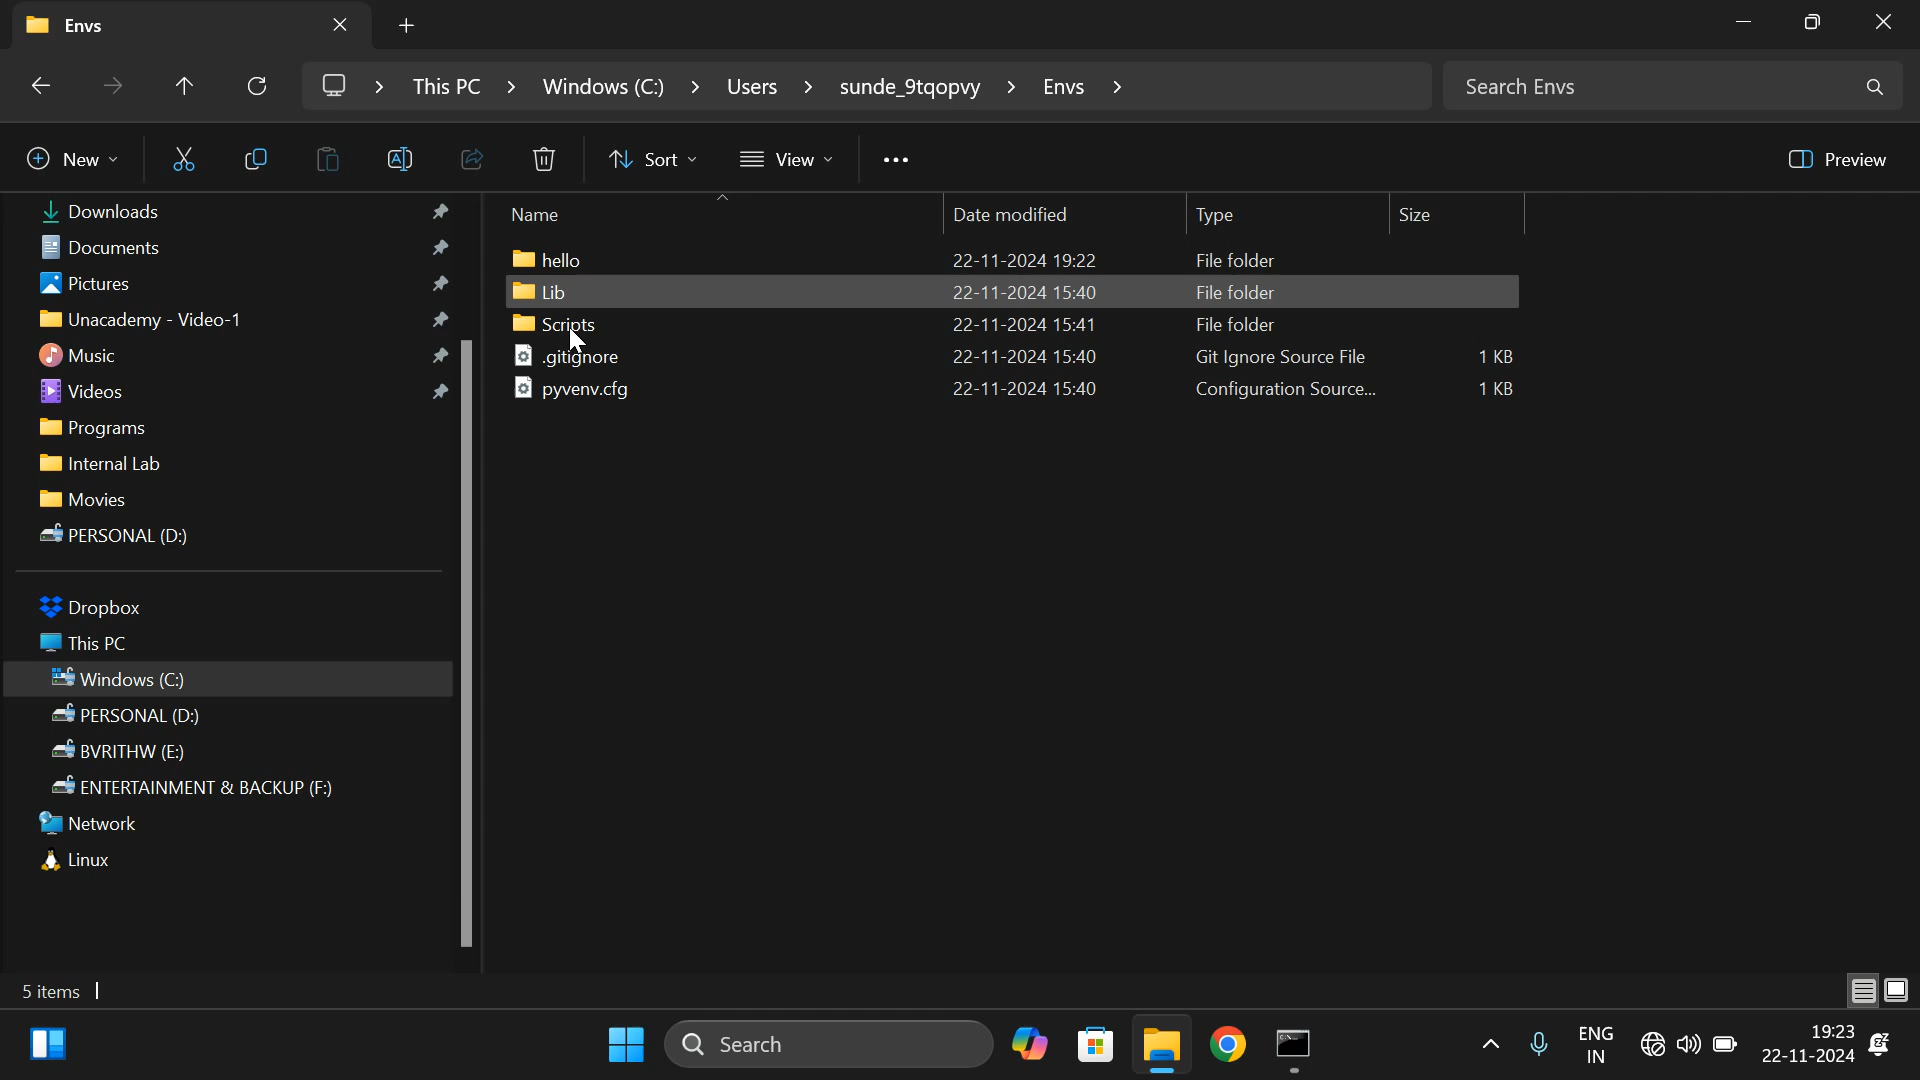 Envs
This PC > Windows (C:) > Users > sunde_9tqopvy > Envs >
Search Envs
New
Sort
View
Preview
Name Date modified Type Size
hello 22-11-2024 19:22 File folder
Lib 22-11-2024 15:40 File folder
Scripts 22-11-2024 15:41 File folder
.gitignore 22-11-2024 15:40 Git Ignore Source File 1 KB
pyvenv.cfg 22-11-2024 15:40 Configuration Source... 1 KB
Downloads
Documents
Pictures
Unacademy - Video-1
Music
Videos
Programs
Internal Lab
Movies
PERSONAL (D:)
Dropbox
This PC
Windows (C:)
PERSONAL (D:)
BVRITHW (E:)
ENTERTAINMENT & BACKUP (F:)
Network
Linux
5 items
Search
ENG
IN
19:23
22-11-2024